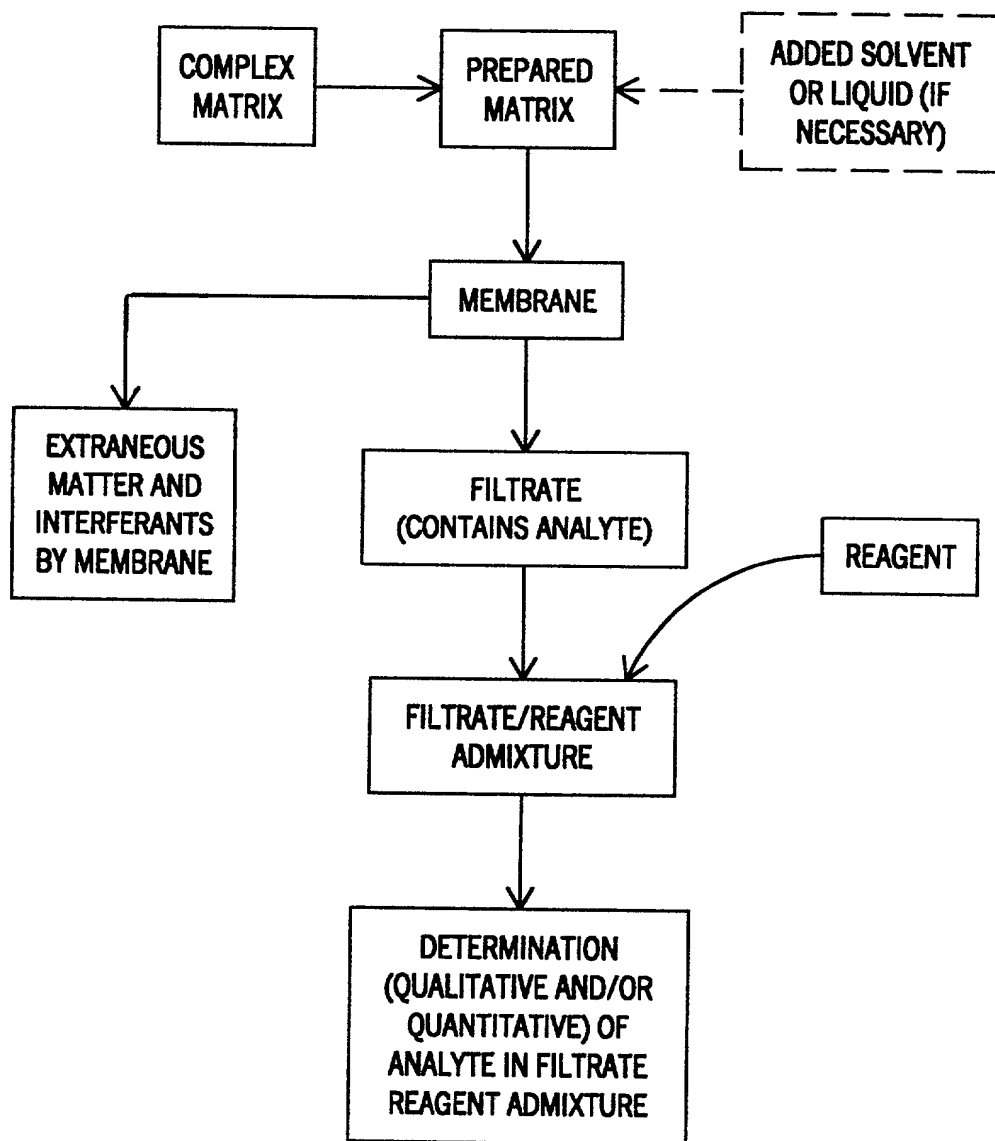 COMPLEX
MATRIX
PREPARED
MATRIX
ADDED SOLVENT
OR LIQUID (IF
NECESSARY)
MEMBRANE
EXTRANEOUS
MATTER AND
INTERFERANTS
BY MEMBRANE
FILTRATE
(CONTAINS ANALYTE)
REAGENT
FILTRATE/REAGENT
ADMIXTURE
DETERMINATION
(QUALITATIVE AND/OR
QUANTITATIVE) OF
ANALYTE IN FILTRATE
REAGENT ADMIXTURE